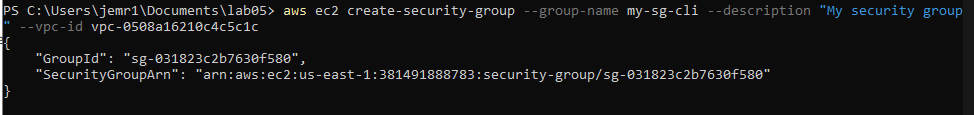 PS C:\Users\jemr1\Documents\lab05> aws ec2 create-security-group --group-name my-sg-cli --description "My security group
" --vpc-id vpc-0508a16210c4c5c1c
{
    "GroupId": "sg-031823c2b7630f580",
    "SecurityGroupArn": "arn:aws:ec2:us-east-1:381491888783:security-group/sg-031823c2b7630f580"
}